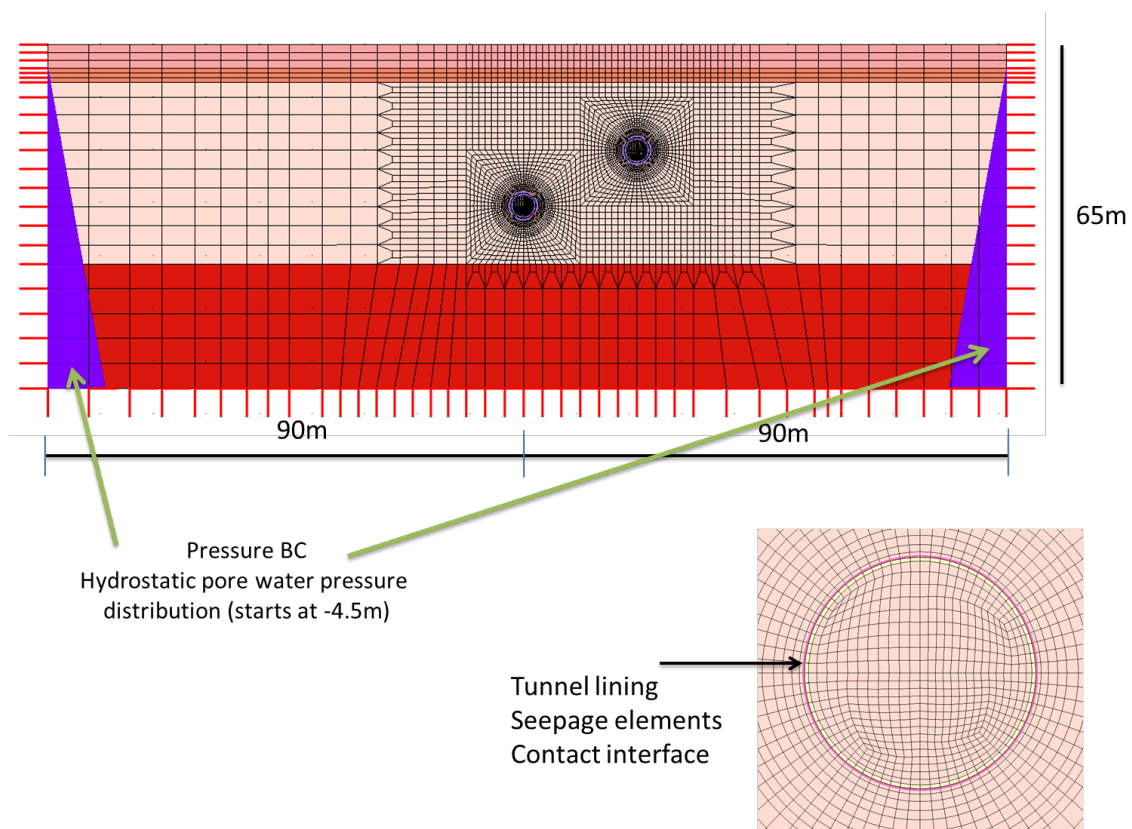 65m
90m
90m
Pressure BC
Hydrostatic pore water pressure
distribution (starts at -4.5m)
Tunnel lining
Seepage elements
Contact interface